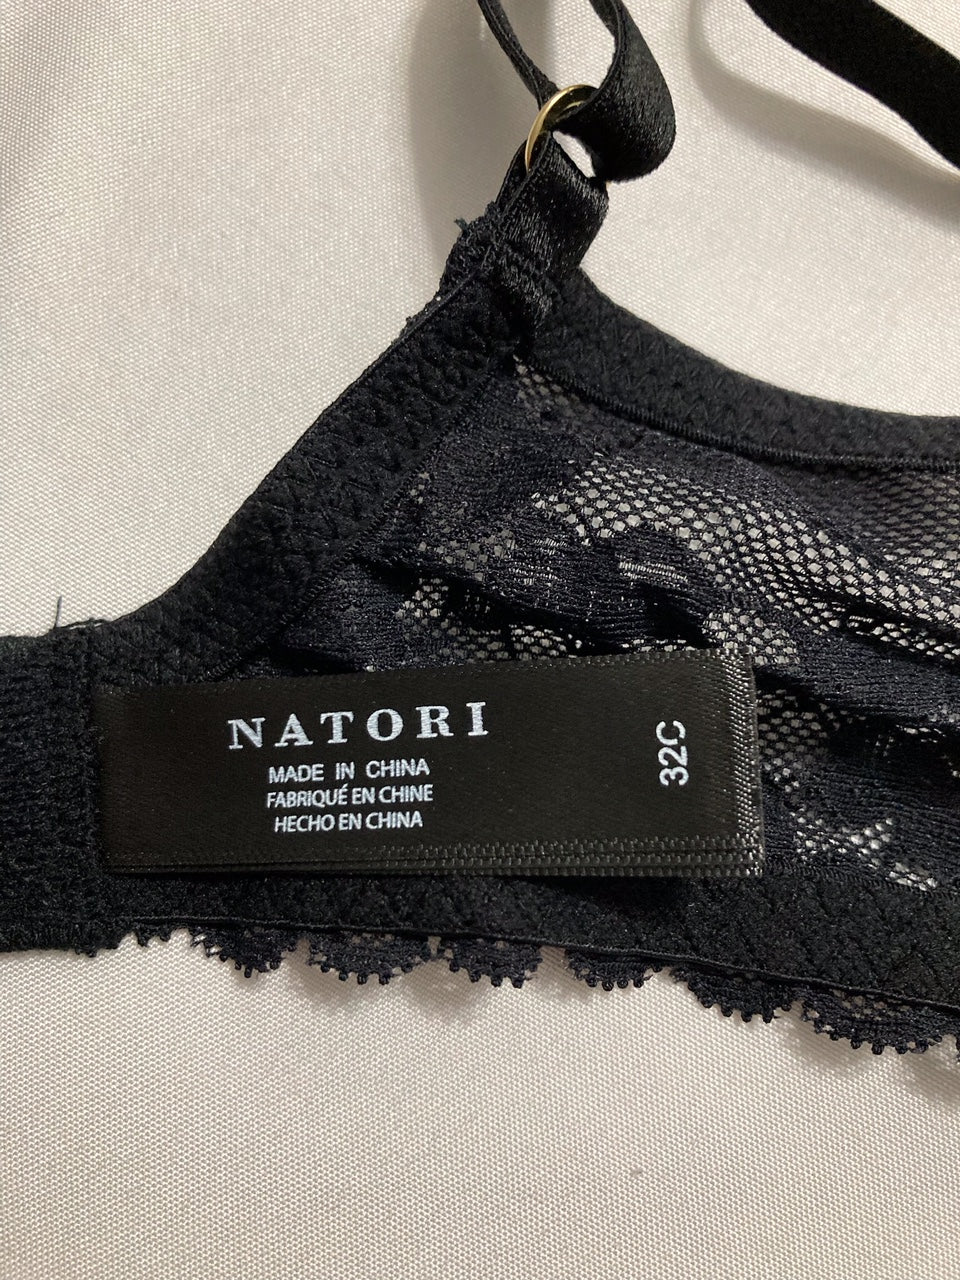 NATORI
MADE IN CHINA
FABRIQUÉ EN CHINE
HECHO EN CHINA
32C